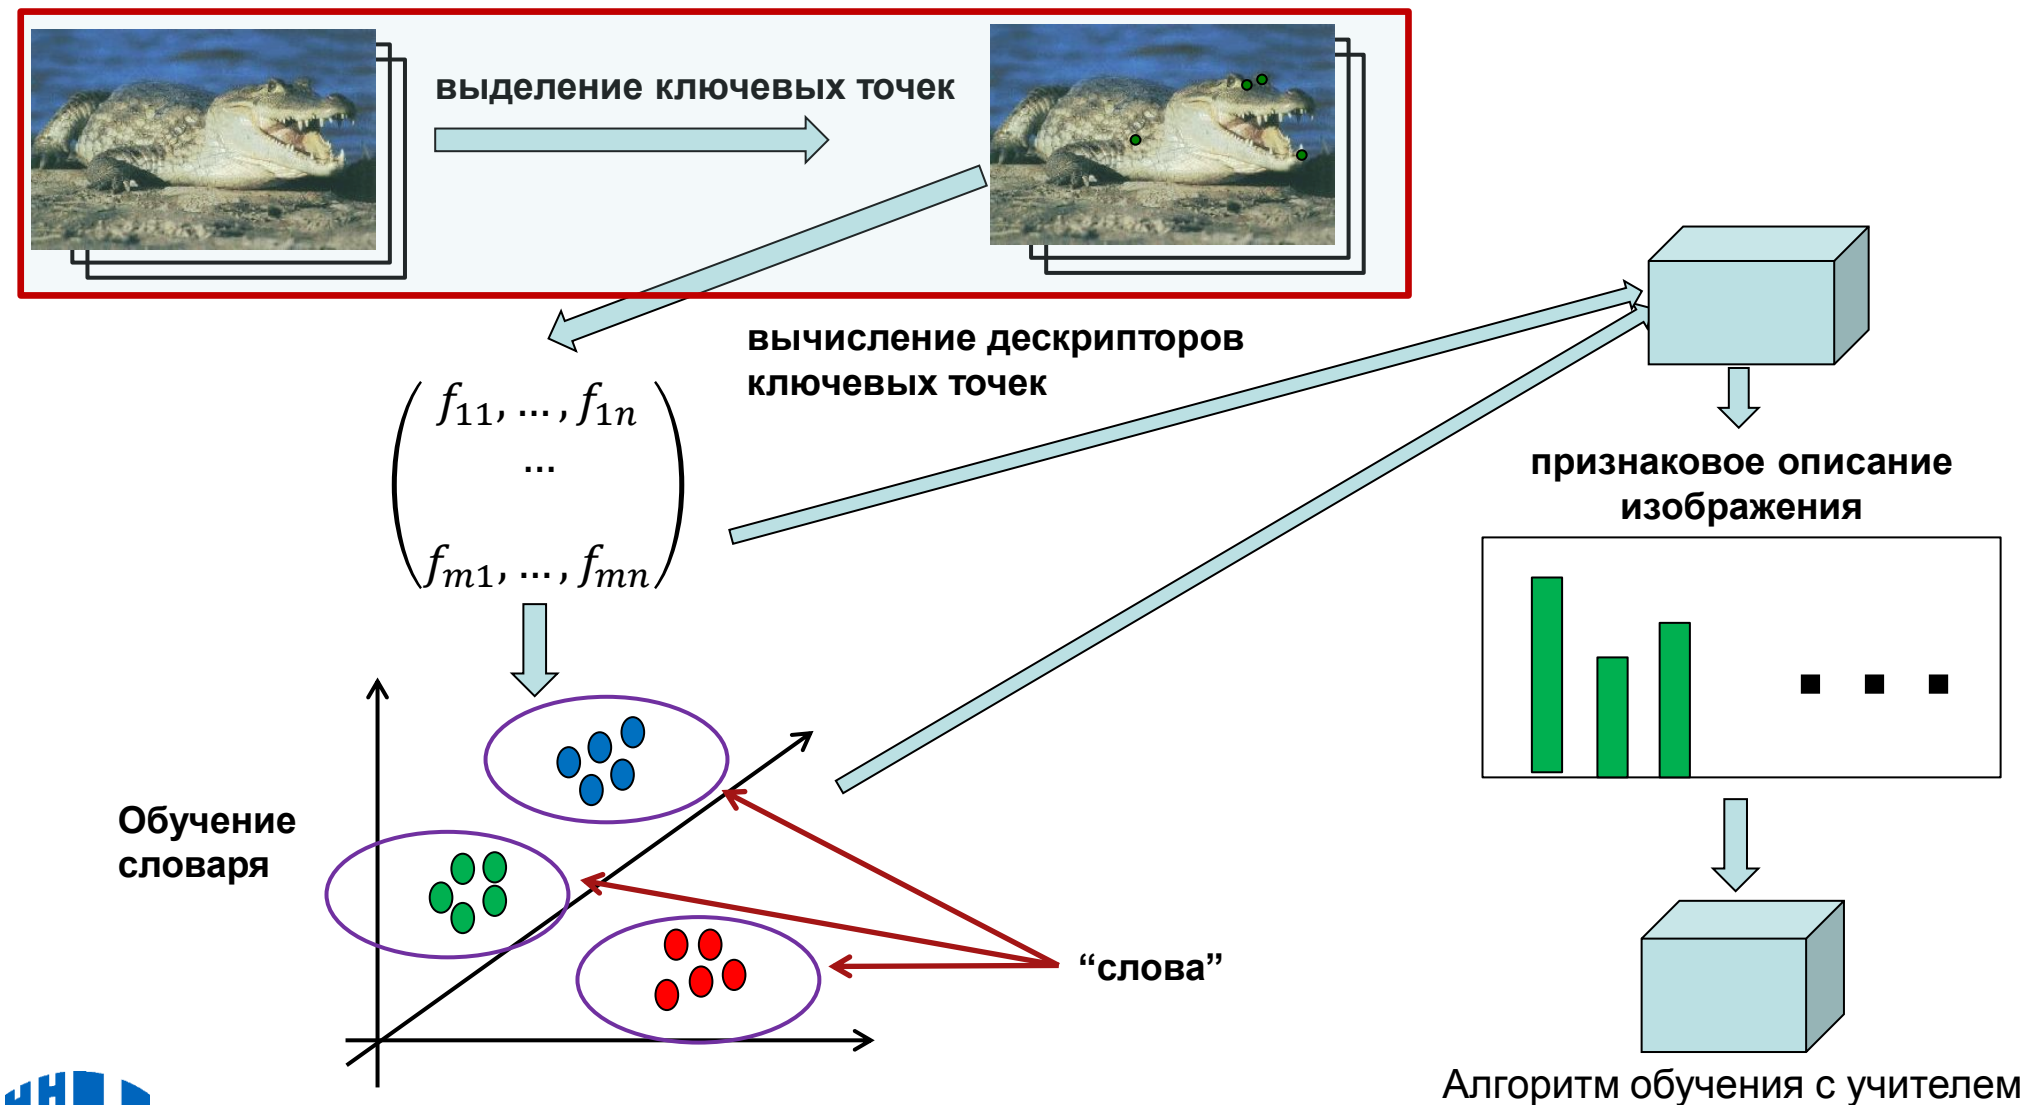 выделение ключевых точек
вычисление дескрипторов
ключевых точек
f₁₁, ... , f₁ₙ
...
fₘ₁, ... , fₘₙ
признаковое описание
изображения
Обучение
словаря
“слова”
Алгоритм обучения с учителем